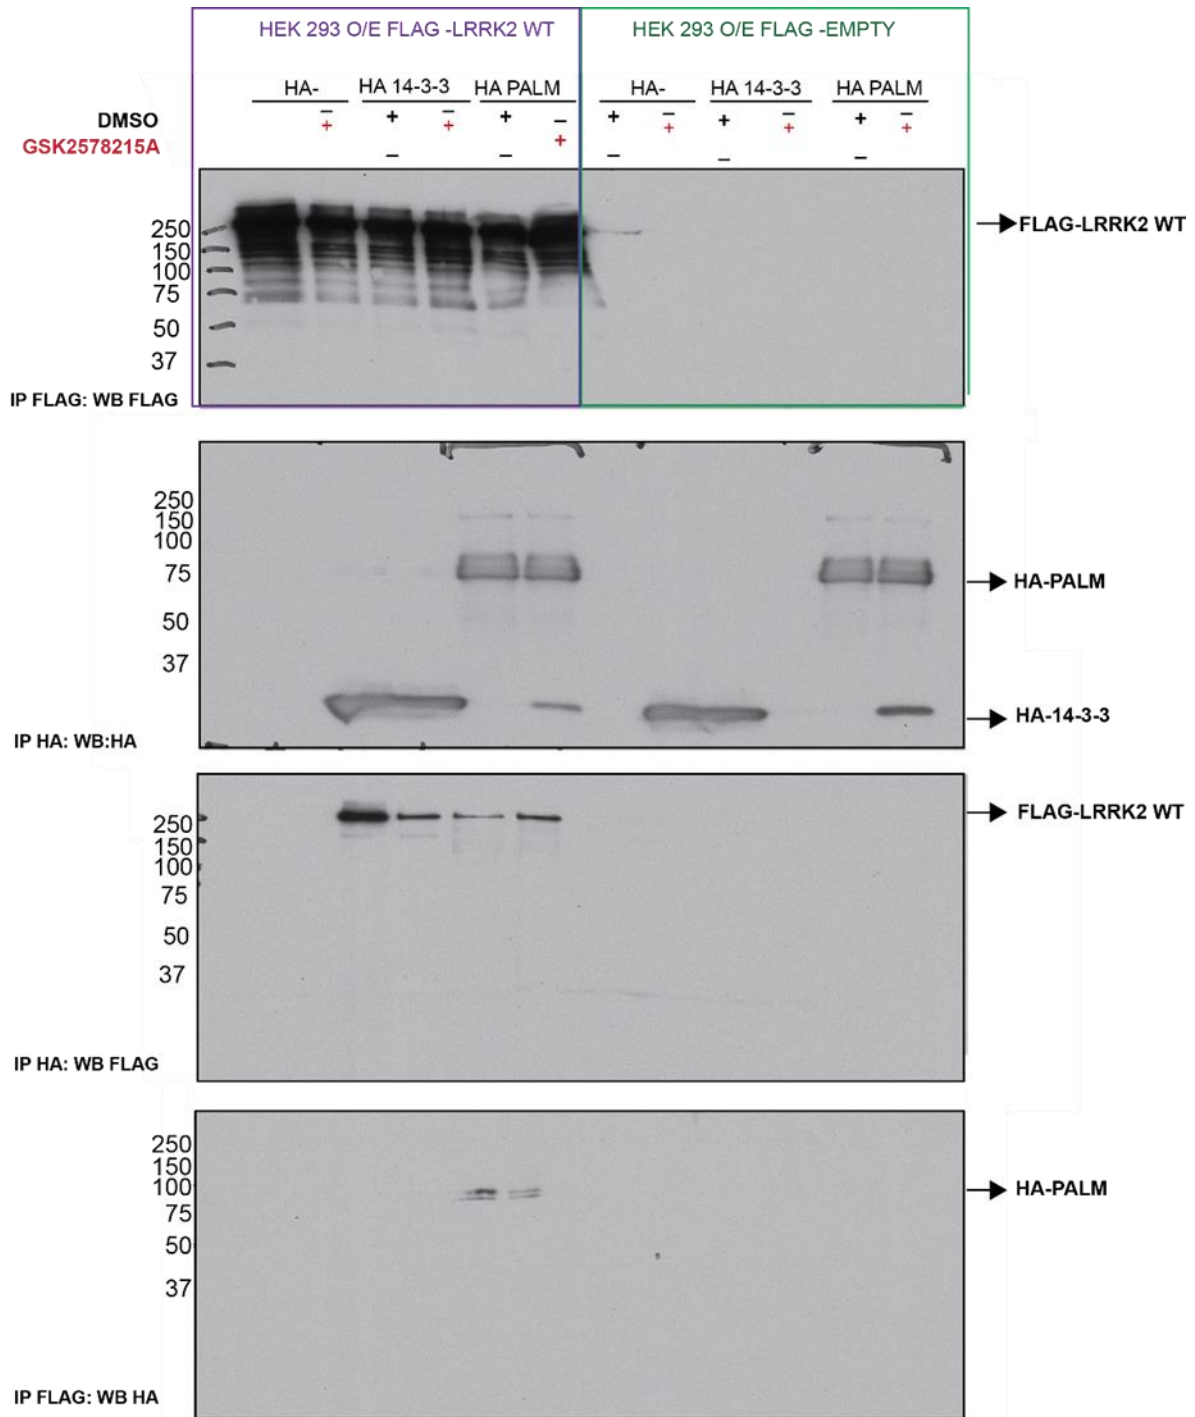 HEK 293 O/E FLAG -LRRK2 WT HEK 293 O/E FLAG -EMPTY
HA- HA 14-3-3 HA PALM HA- HA 14-3-3 HA PALM
DMSO – + – + – + – + – + –
GSK2578215A + – + – + – + – + – +
250
150
100
75
50
37
FLAG-LRRK2 WT
IP FLAG: WB FLAG
250
150
100
75
50
37
HA-PALM
HA-14-3-3
IP HA: WB:HA
250
150
100
75
50
37
FLAG-LRRK2 WT
IP HA: WB FLAG
250
150
100
75
50
37
HA-PALM
IP FLAG: WB HA